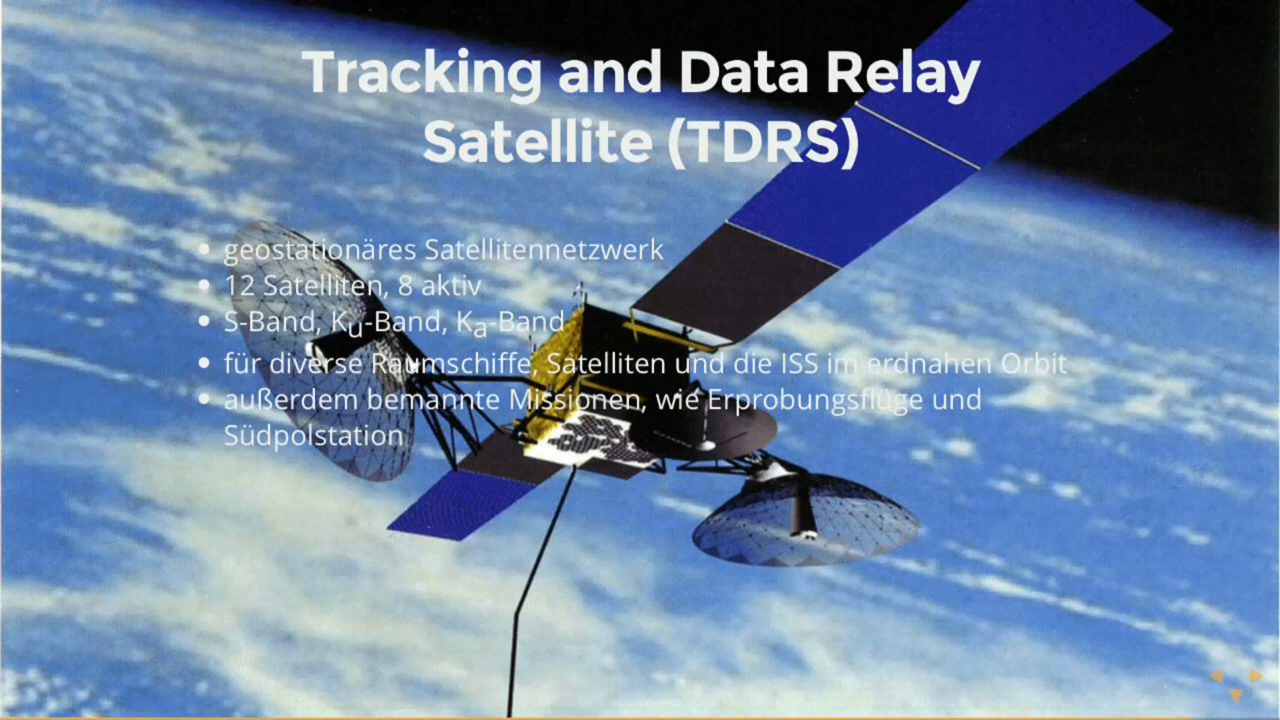 Tracking and Data Relay
Satellite (TDRS)
geostationäres Satellitennetzwerk
12 Satelliten, 8 aktiv
S-Band, Ku-Band, Ka-Band
für diverse Raumschiffe, Satelliten und die ISS im erdnahen Orbit
außerdem bemannte Missionen, wie Erprobungsflüge und
Südpolstation